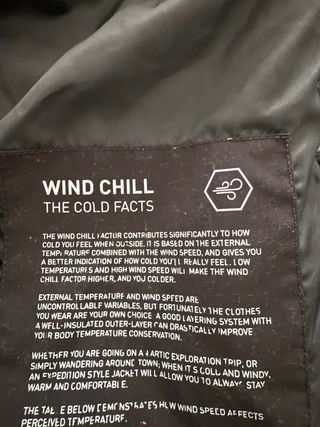 WIND CHILL
THE COLD FACTS
THE WIND CHILL FACTOR CONTRIBUTES SIGNIFICANTLY TO HOW
COLD YOU FEEL WHEN OUTSIDE. IT IS BASED ON THE EXTERNAL
TEMPERATURE COMBINED WITH THE WIND SPEED, AND GIVES YOU
A BETTER INDICATION OF HOW COLD YOU'LL REALLY FEEL. LOW
TEMPERATURES AND HIGH WIND SPEED WILL MAKE THE WIND
CHILL FACTOR HIGHER, AND YOU COLDER.
EXTERNAL TEMPERATURE AND WIND SPEED ARE
UNCONTROLLABLE VARIABLES, BUT FORTUNATELY THE CLOTHES
YOU WEAR ARE YOUR OWN CHOICE. A GOOD LAYERING SYSTEM WITH
A WELL-INSULATED OUTER-LAYER CAN DRASTICALLY IMPROVE
YOUR BODY TEMPERATURE CONSERVATION.
WHETHER YOU ARE GOING ON A ARTIC EXPLORATION TRIP, OR
SIMPLY WANDERING AROUND TOWN; WHEN IT'S COLD AND WINDY,
AN EXPEDITION STYLE JACKET WILL ALLOW YOU TO ALWAYS STAY
WARM AND COMFORTABLE.
THE TABLE BELOW DEMONSTRATES HOW WIND SPEED AFFECTS
PERCEIVED TEMPERATURE.